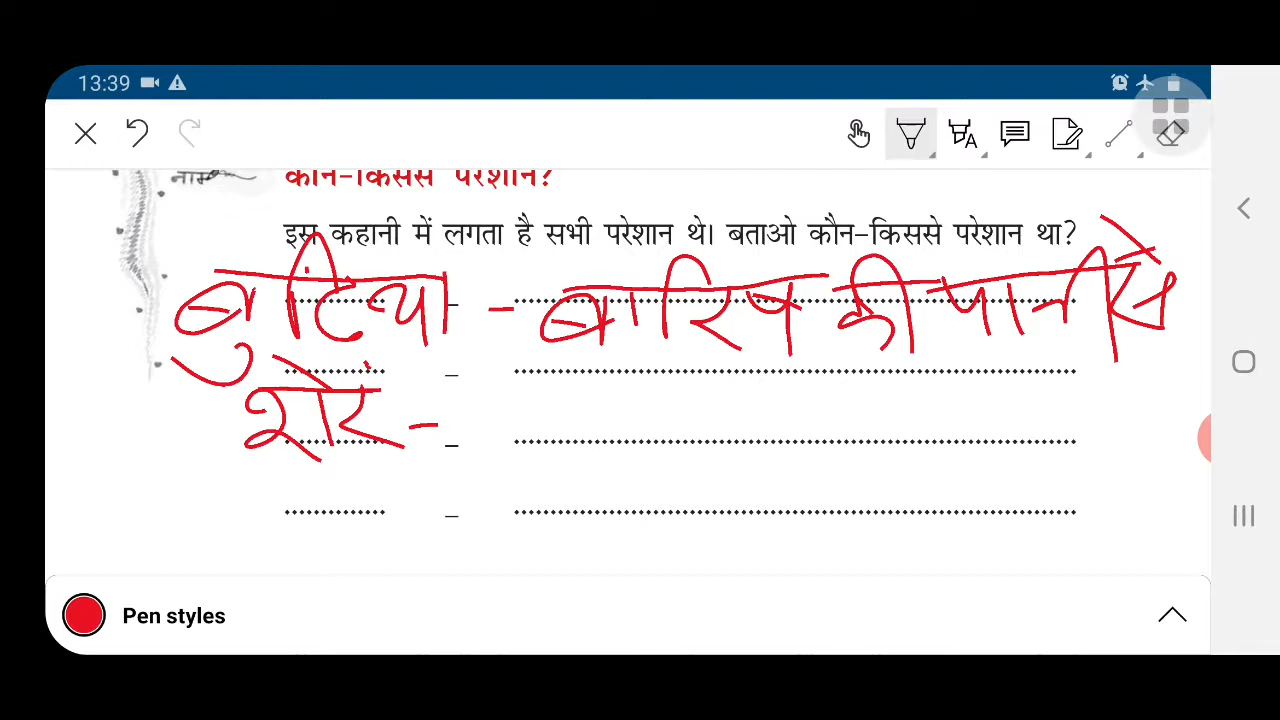 13:39
कौन-किससे परेशान?
इस कहानी में लगता है सभी परेशान थे। बताओ कौन-किससे परेशान था?
बुढिया - बारिष की पानी से
शेर -
Pen styles